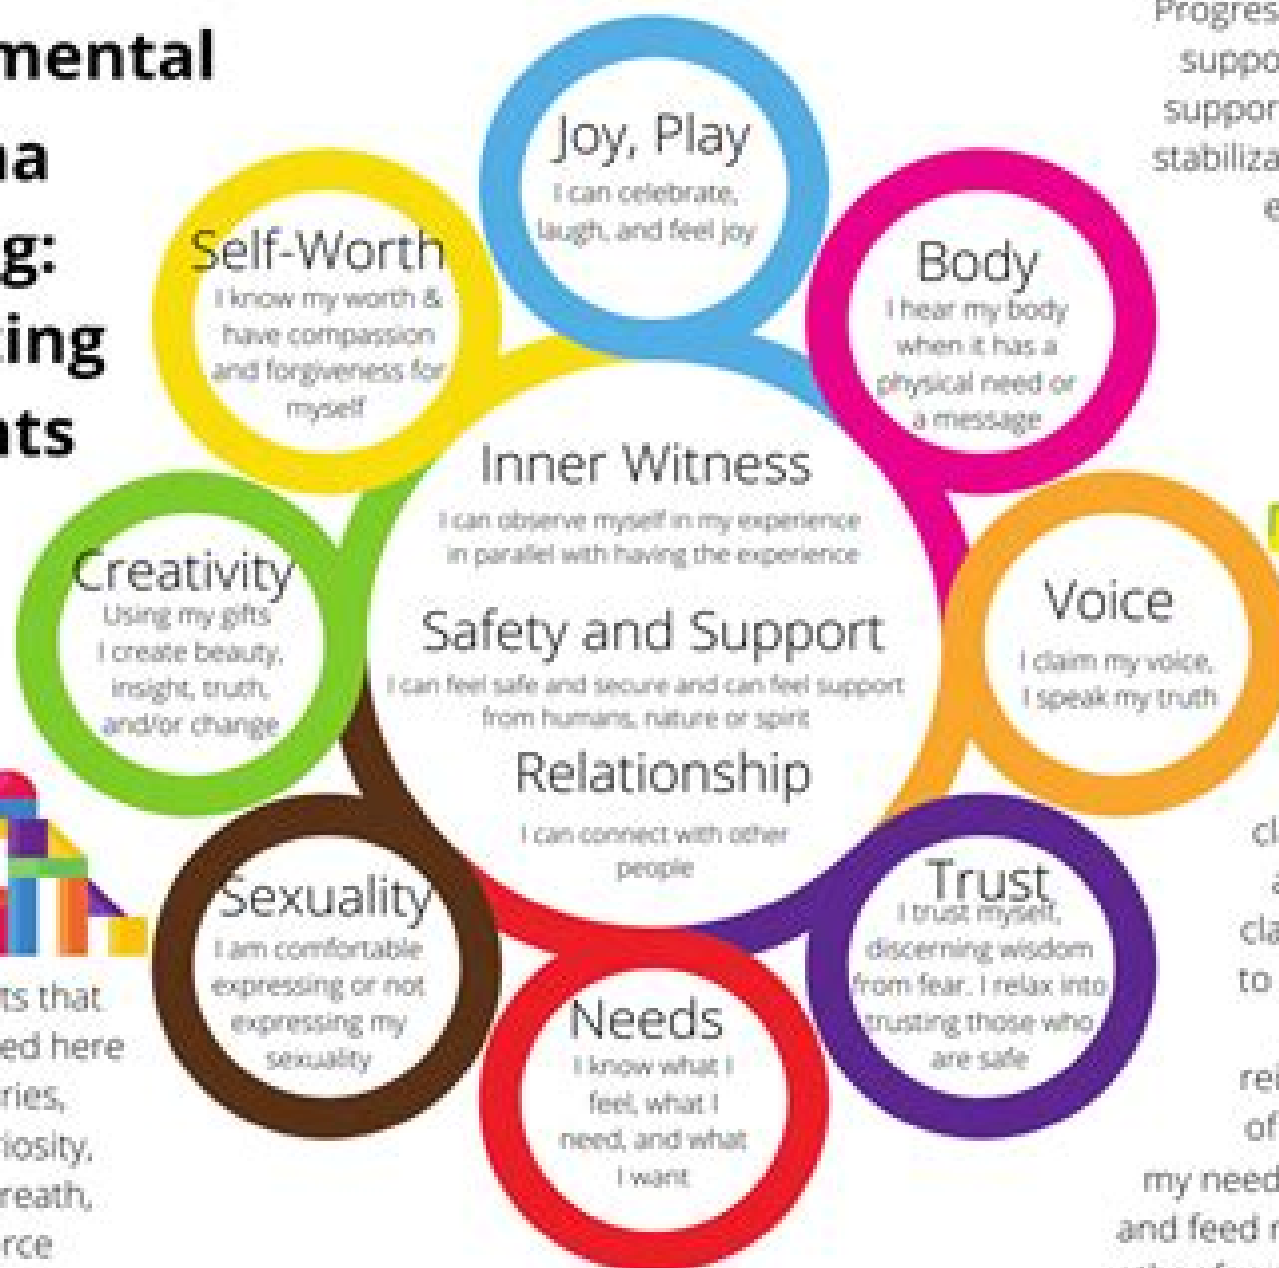 mental
na
g:
ting
nts
Progres
suppo
suppor
stabiliza
e
Joy, Play
I can celebrate,
laugh, and feel joy
Self-Worth
I know my worth &
have compassion
and forgiveness for
myself
Body
I hear my body
when it has a
physical need or
a message
Inner Witness
I can observe myself in my experience
in parallel with having the experience
Safety and Support
I can feel safe and secure and can feel support
from humans, nature or spirit
Relationship
I can connect with other
people
Creativity
Using my gifts
I create beauty,
insight, truth,
and/or change
Voice
I claim my voice,
I speak my truth
Sexuality
I am comfortable
expressing or not
expressing my
sexuality
Needs
I know what I
feel, what I
need, and what
I want
Trust
I trust myself,
discerning wisdom
from fear. I relax into
trusting those who
are safe
ts that
ed here
ries,
riosity,
reath,
rce
cl
a
cla
to
rei
of
my need
and feed r